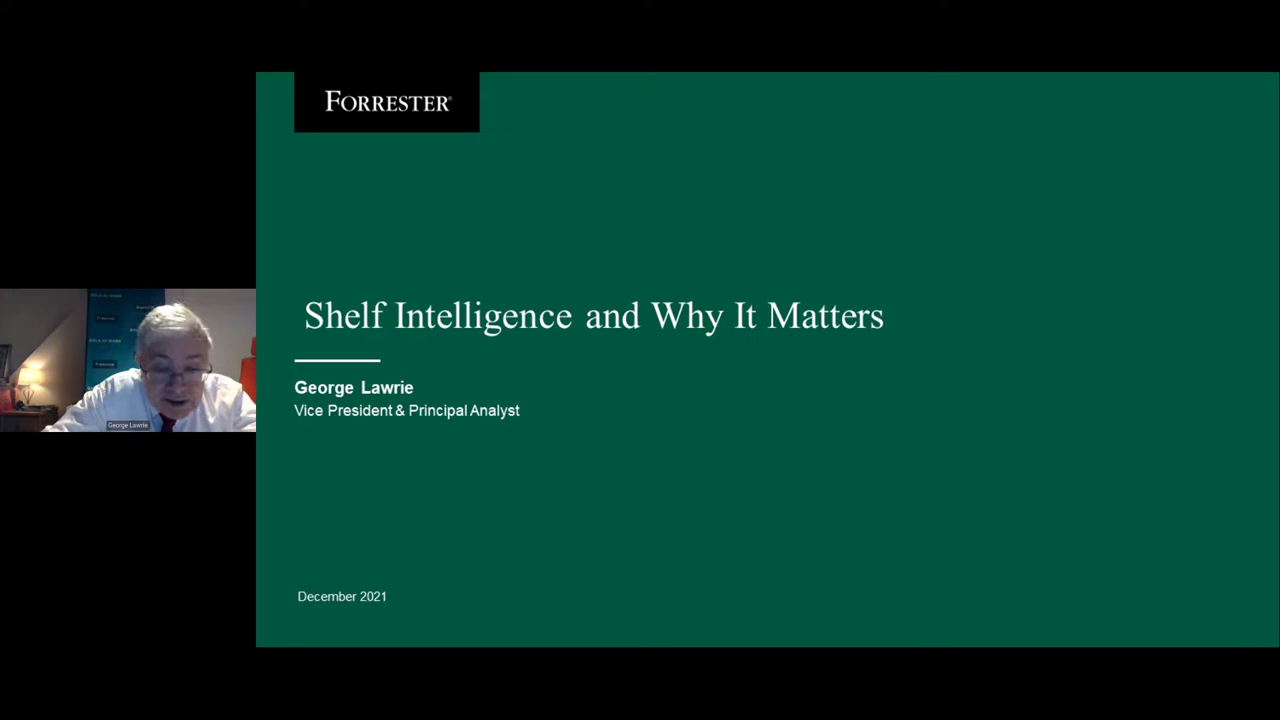 FORRESTER®
Shelf Intelligence and Why It Matters
George Lawrie
Vice President & Principal Analyst
December 2021
George Lawrie